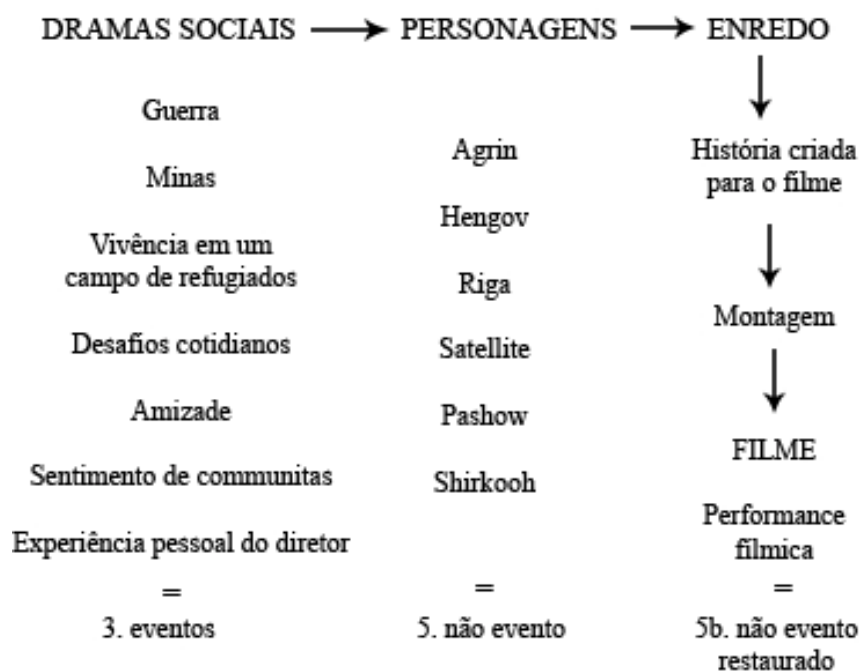 DRAMAS SOCIAIS → PERSONAGENS → ENREDO
Guerra
Minas
Vivência em um
campo de refugiados
Desafios cotidianos
Amizade
Sentimento de communitas
Experiência pessoal do diretor
=
3. eventos
Agrin
Hengov
Riga
Satellite
Pashow
Shirkooh
=
5. não evento
História criada
para o filme
Montagem
FILME
Performance
fílmica
=
5b. não evento
restaurado